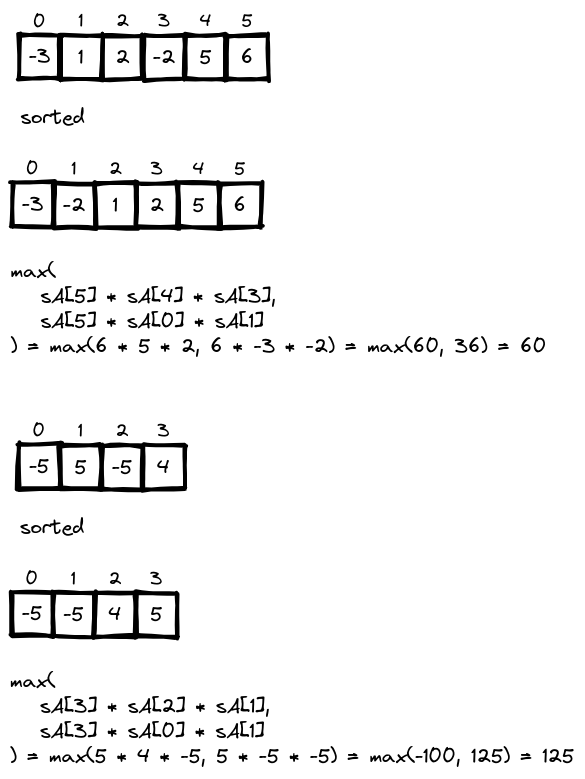 0 1 2 3 4 5
-3 1 2 -2 5 6
sorted
0 1 2 3 4 5
-3 -2 1 2 5 6
max(
sA[5] * sA[4] * sA[3],
sA[5] * sA[0] * sA[1]
) = max(6 * 5 * 2, 6 * -3 * -2) = max(60, 36) = 60
0 1 2 3
-5 5 -5 4
sorted
0 1 2 3
-5 -5 4 5
max(
sA[3] * sA[2] * sA[1],
sA[3] * sA[0] * sA[1]
) = max(5 * 4 * -5, 5 * -5 * -5) = max(-100, 125) = 125